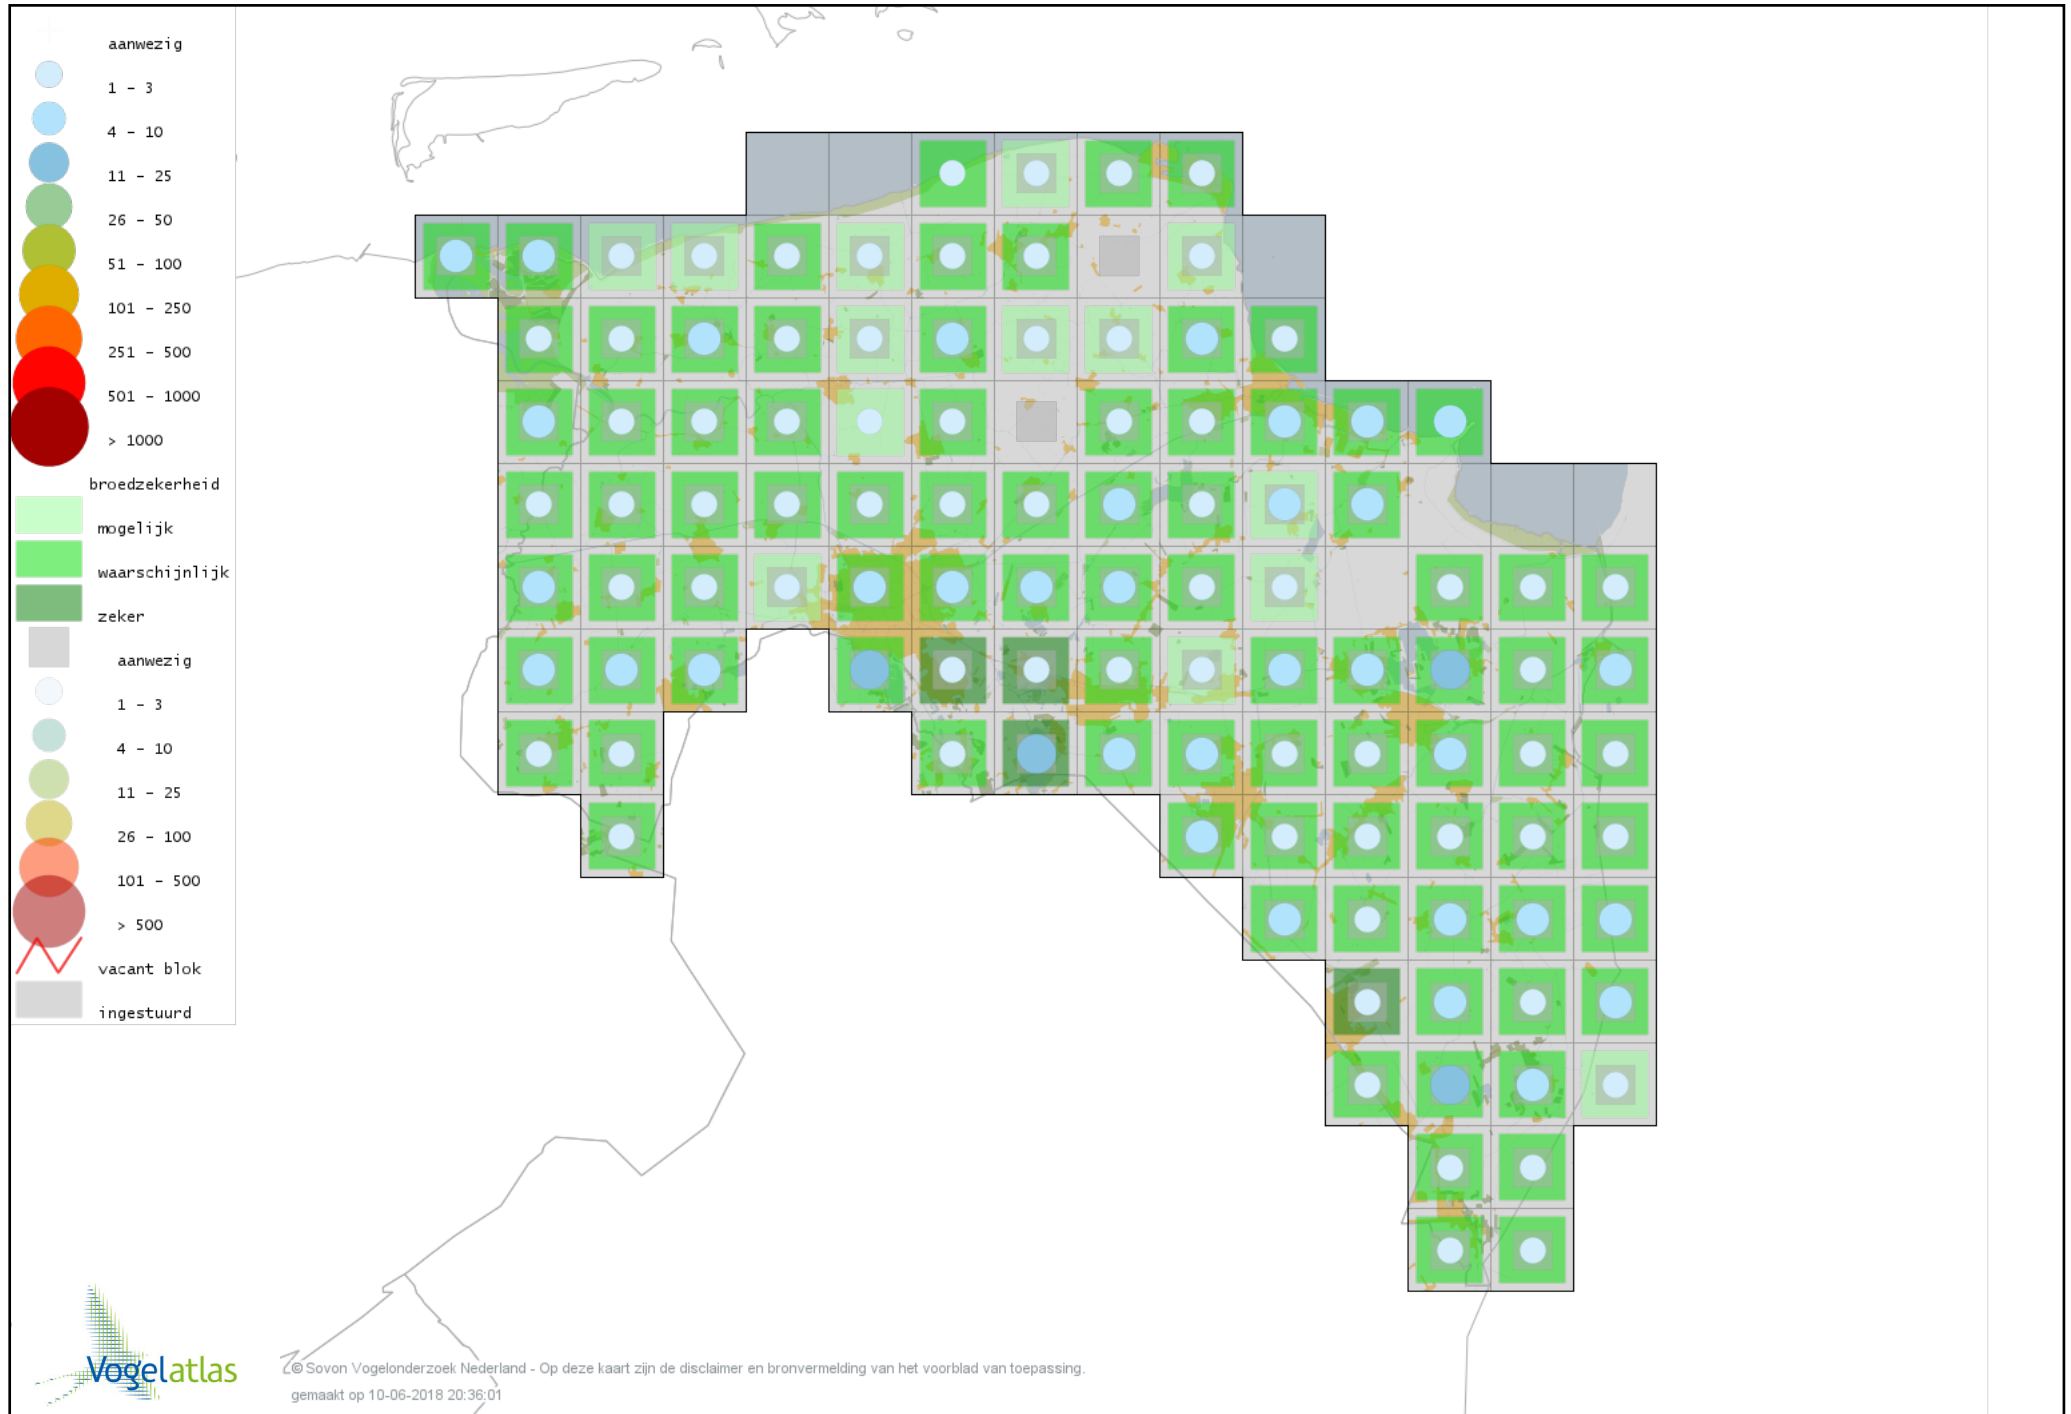 aanwezig
1 - 3
4 - 10
11 - 25
26 - 50
51 - 100
101 - 250
251 - 500
501 - 1000
> 1000
broedzekerheid
mogelijk
waarschijnlijk
zeker
aanwezig
1 - 3
4 - 10
11 - 25
26 - 100
101 - 500
> 500
vacant blok
ingestuurd
Vogelatlas
© Sovon Vogelonderzoek Nederland - Op deze kaart zijn de disclaimer en bronvermelding van het voorblad van toepassing.
gemaakt op 10-06-2018 20:36:01